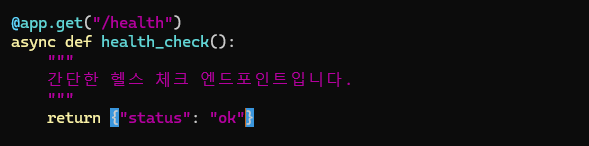 @app.get("/health")
async def health_check():
    """
    간단한 헬스 체크 엔드포인트입니다.
    """
    return {"status": "ok"}